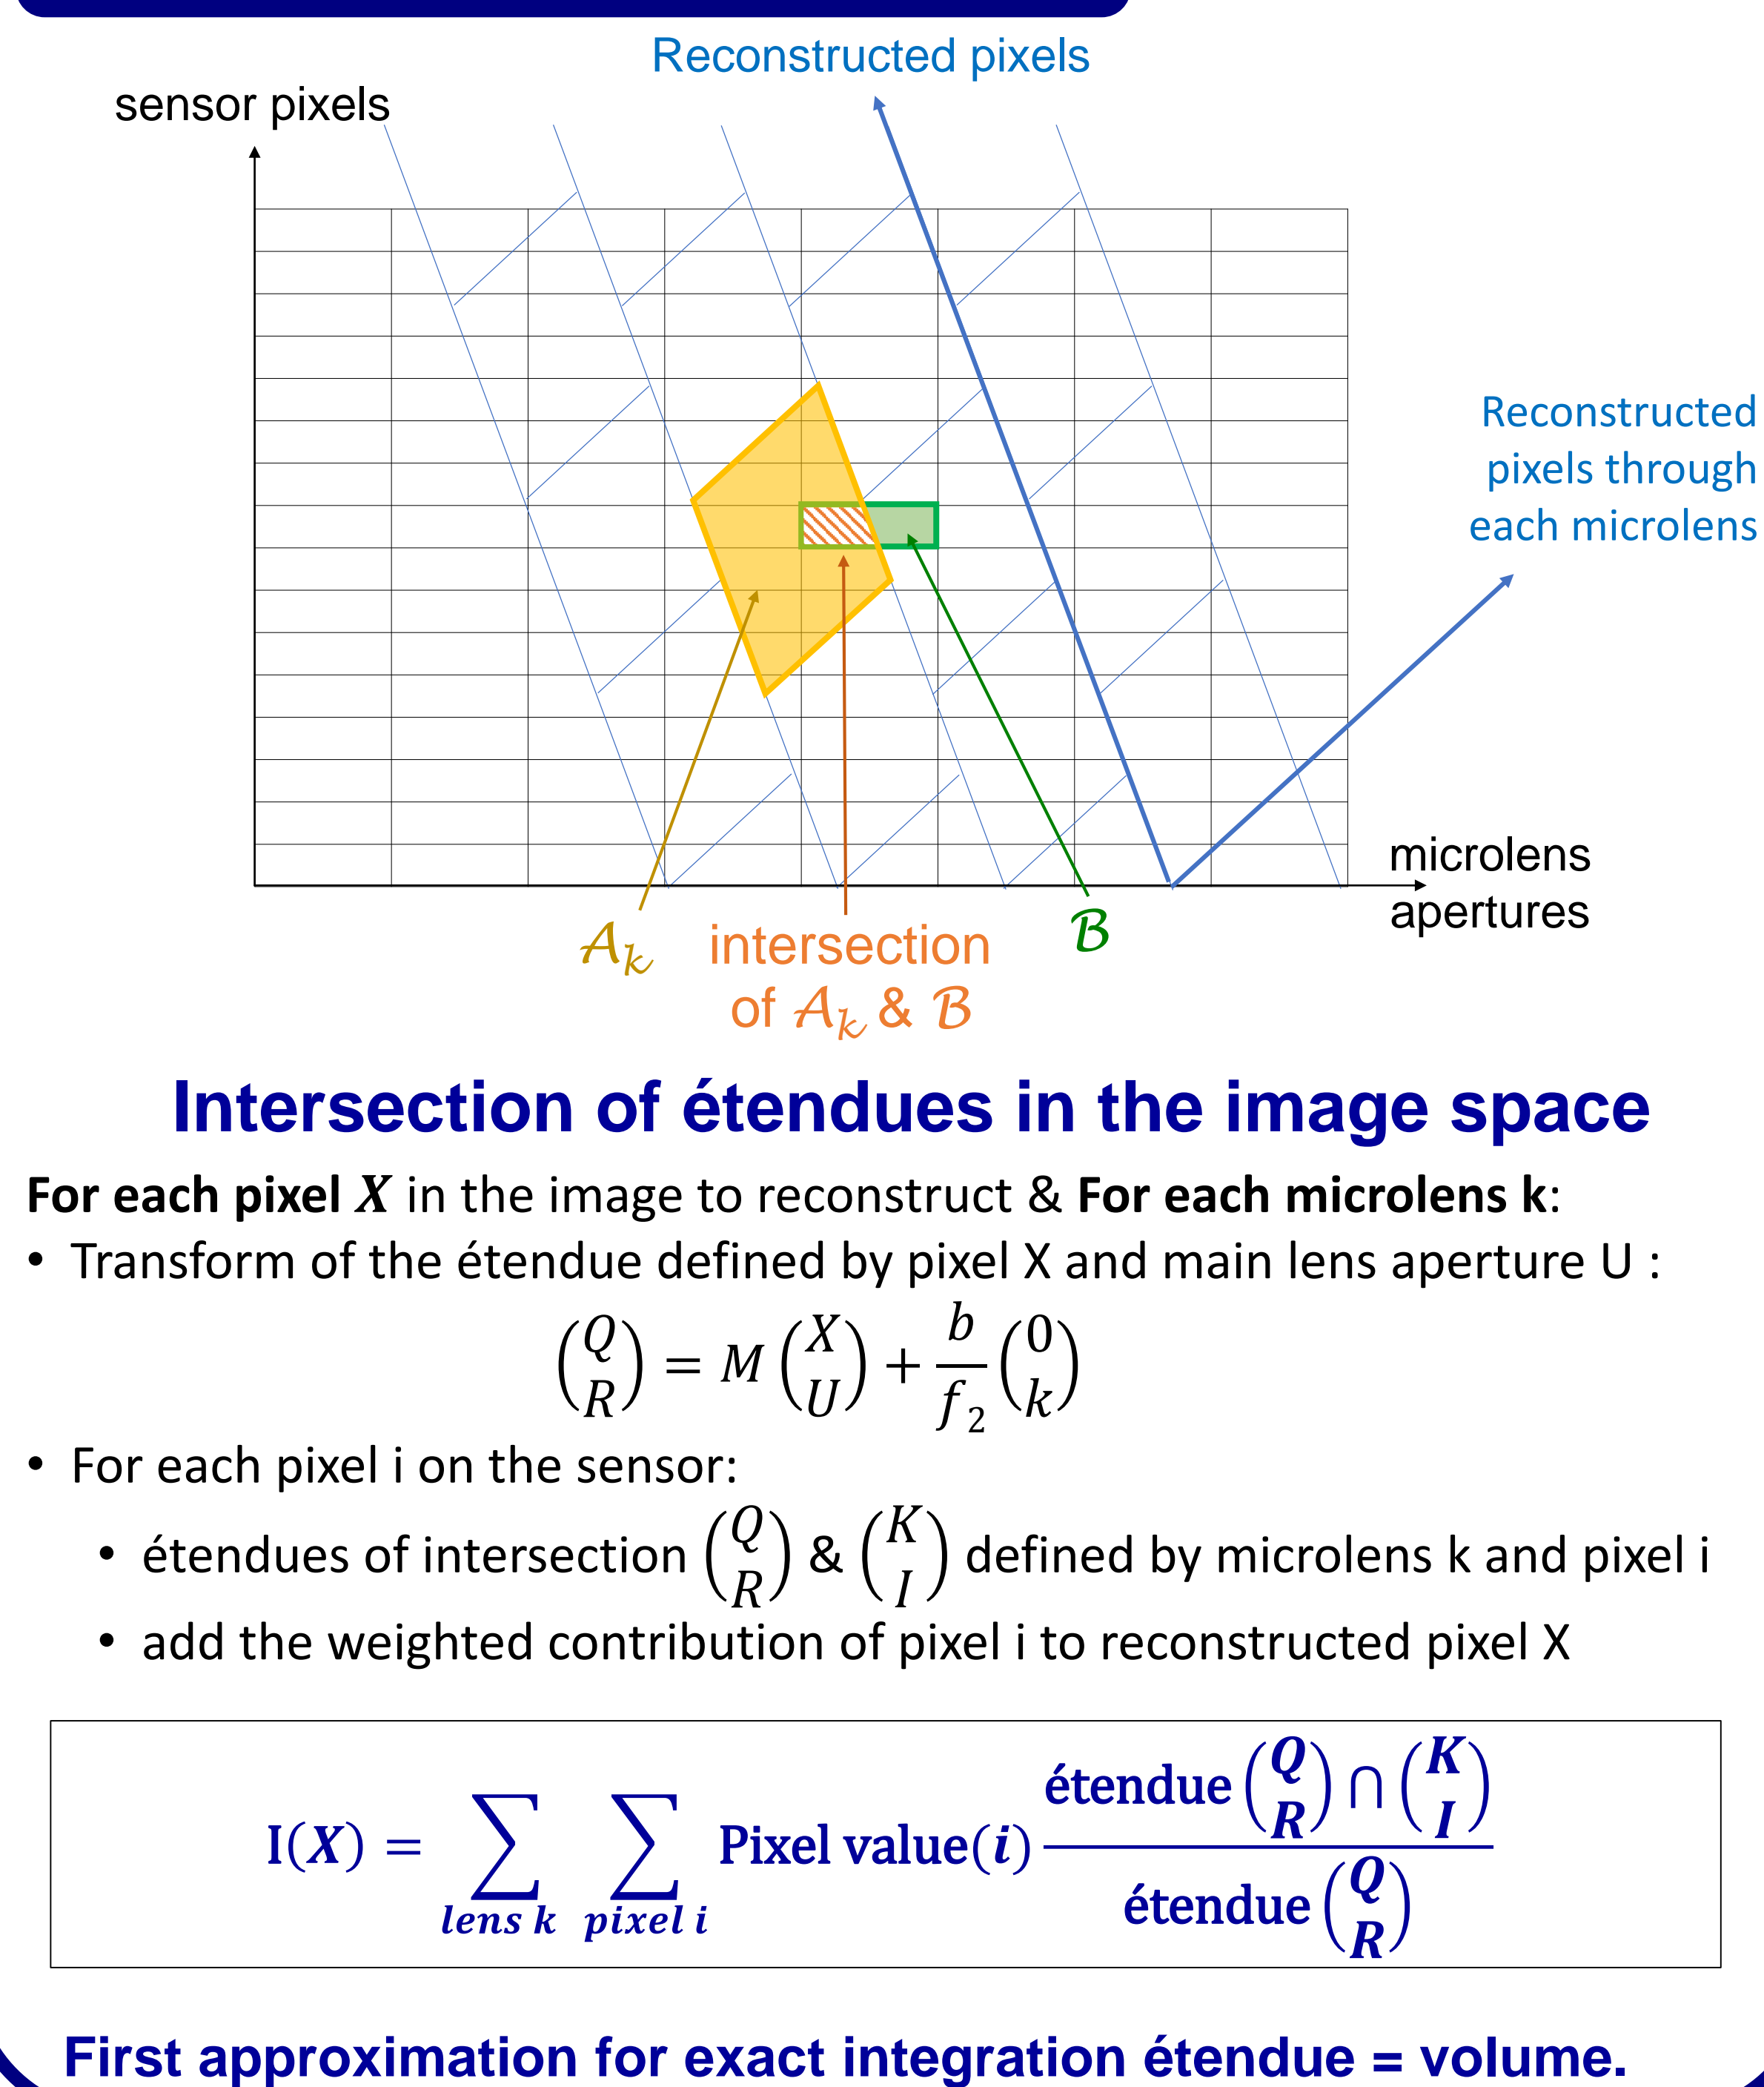 Reconstructed pixels
sensor pixels
Reconstructed
pixels through
each microlens
microlens
apertures
𝒜ₖ
intersection
of 𝒜ₖ & ℬ
ℬ
Intersection of étendues in the image space
For each pixel X in the image to reconstruct & For each microlens k:
• Transform of the étendue defined by pixel X and main lens aperture U :
(Q R) = M (X U) + b/f₂ (0 k)
• For each pixel i on the sensor:
• étendues of intersection (Q R) & (K I) defined by microlens k and pixel i
• add the weighted contribution of pixel i to reconstructed pixel X
I(X) = ∑ lens k ∑ pixel i Pixel value(i) étendue (Q R) ∩ (K I) / étendue (Q R)
First approximation for exact integration étendue = volume.